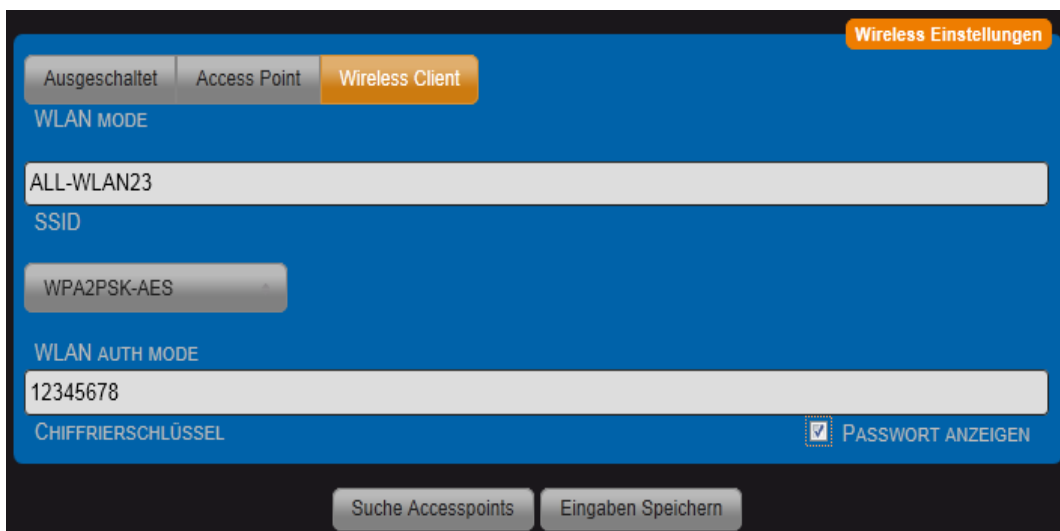 Wireless Einstellungen
Ausgeschaltet Access Point Wireless Client
WLAN MODE
ALL-WLAN23
SSID
WPA2PSK-AES
WLAN AUTH MODE
12345678
CHIFFRIERSCHLÜSSEL PASSWORT ANZEIGEN
Suche Accesspoints Eingaben Speichern